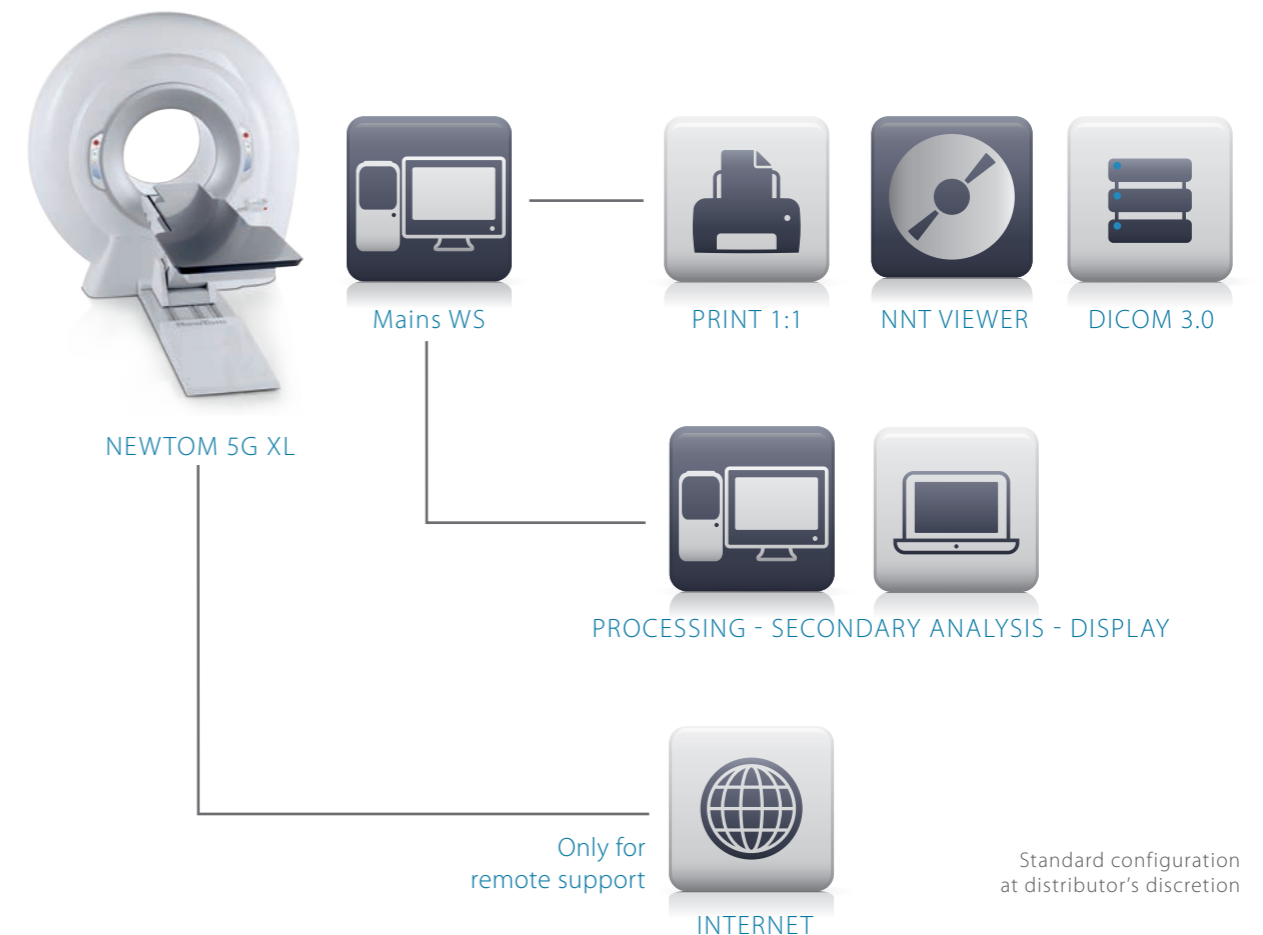 Mains WS
PRINT 1:1
NNT VIEWER
DICOM 3.0
NewTom
NEWTOM 5G XL
PROCESSING - SECONDARY ANALYSIS - DISPLAY
Only for
remote support
INTERNET
Standard configuration
at distributor’s discretion